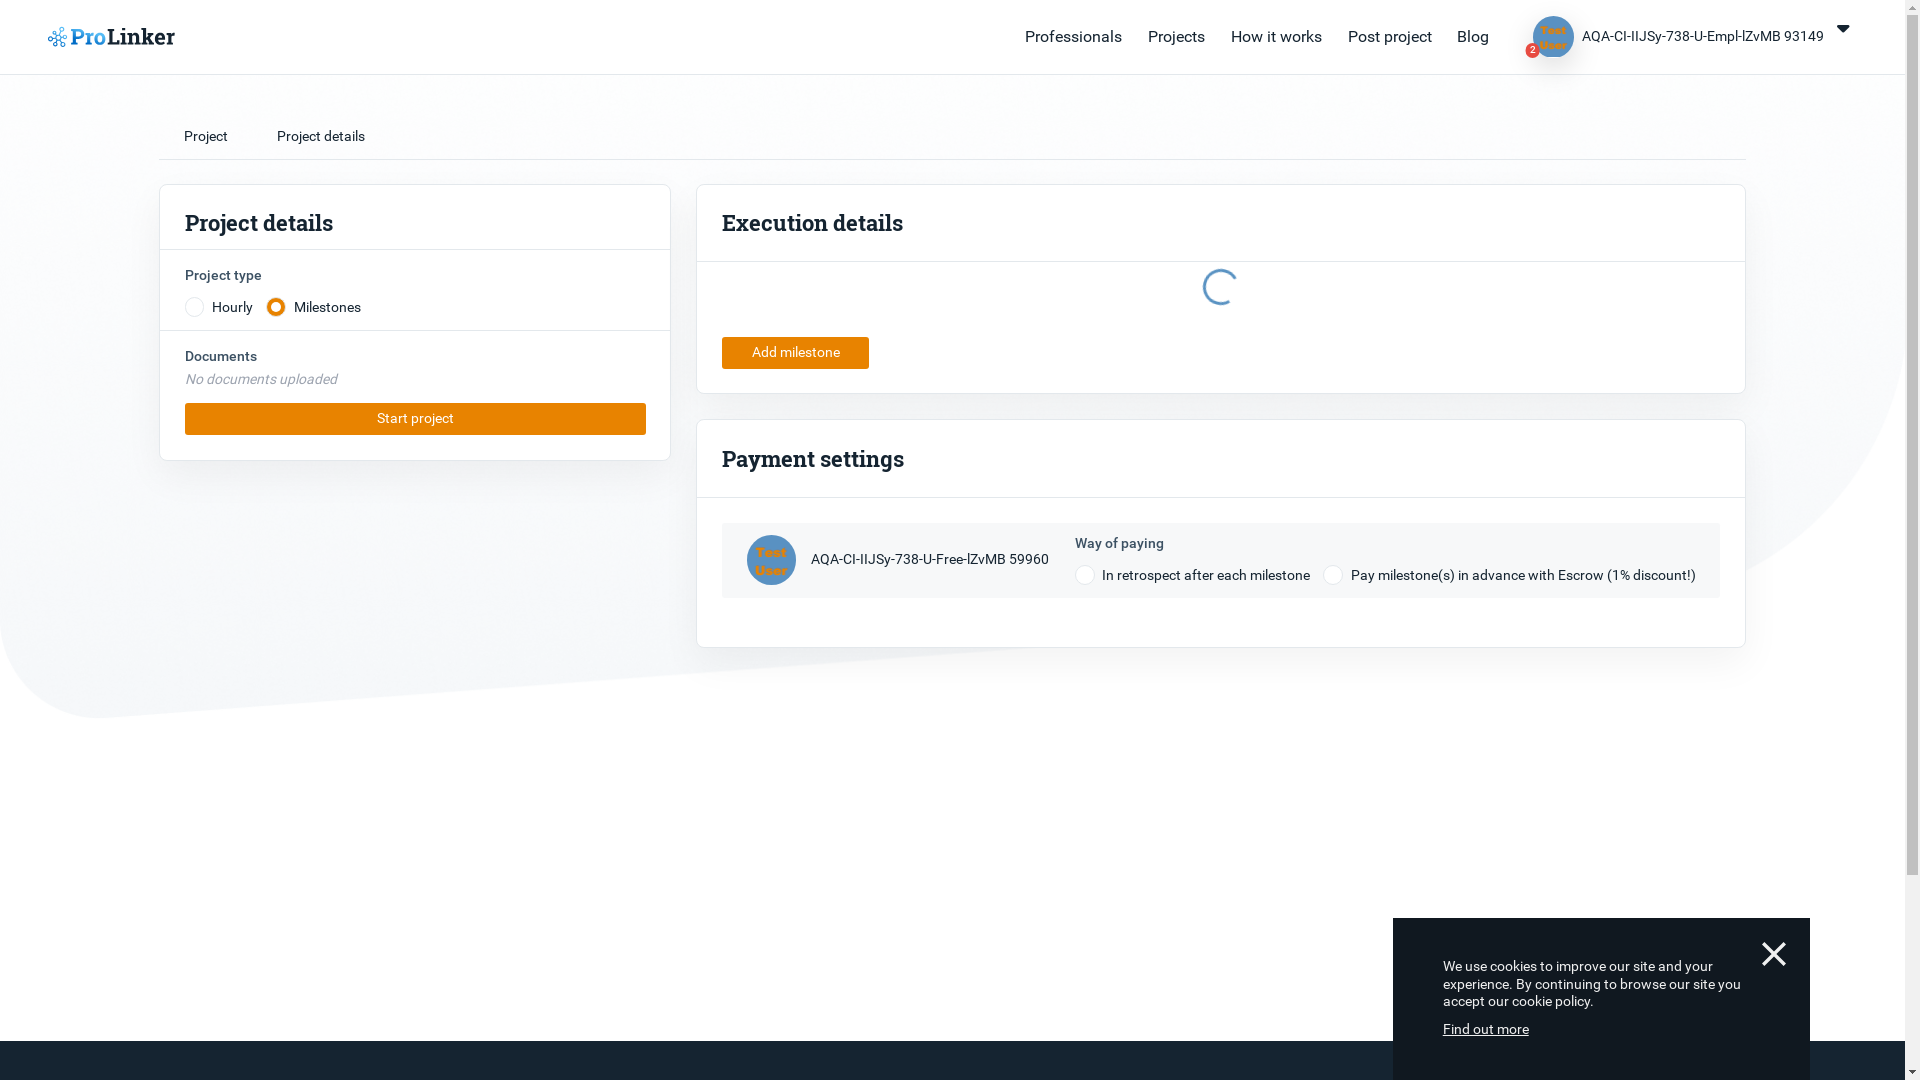 ProLinker
Professionals
Projects
How it works
Post project
Blog
Test
User
2
AQA-CI-IIJSy-738-U-Empl-lZvMB 93149
Project
Project details
Project details
Project type
Hourly
Milestones
Documents
No documents uploaded
Start project
Execution details
Add milestone
Payment settings
Test
User
AQA-CI-IIJSy-738-U-Free-lZvMB 59960
Way of paying
In retrospect after each milestone
Pay milestone(s) in advance with Escrow (1% discount!)
We use cookies to improve our site and your
experience. By continuing to browse our site you
accept our cookie policy.
Find out more